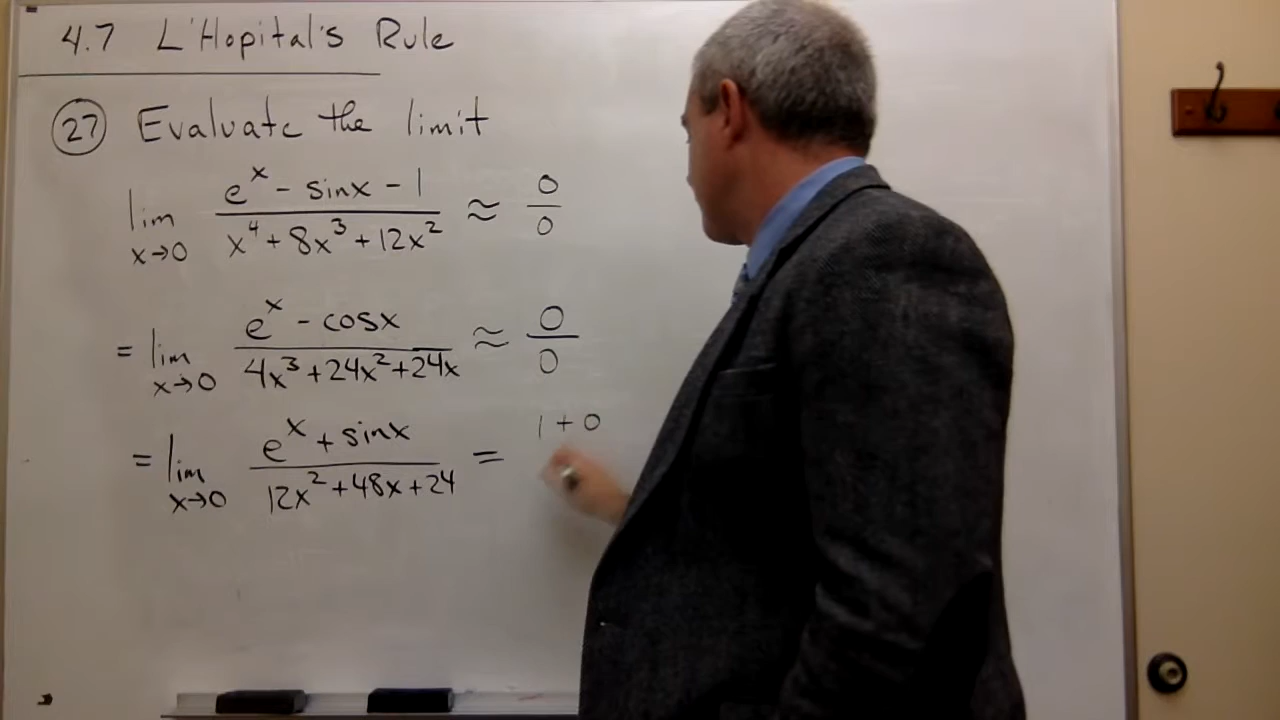 4.7 L'Hopital's Rule
27 Evaluate the limit
lim x→0 (e^x - sinx - 1)/(x^4 + 8x^3 + 12x^2) ≈ 0/0
= lim x→0 (e^x - cosx)/(4x^3 + 24x^2 + 24x) ≈ 0/0
= lim x→0 (e^x + sinx)/(12x^2 + 48x + 24) = 1 + 0